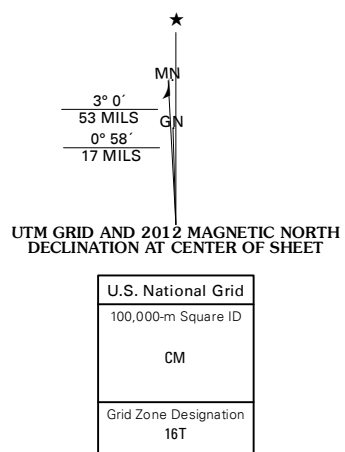 ★
MN
3° 0´
53 MILS
GN
0° 58´
17 MILS
UTM GRID AND 2012 MAGNETIC NORTH
DECLINATION AT CENTER OF SHEET
U.S. National Grid
100,000-m Square ID
CM
Grid Zone Designation
16T